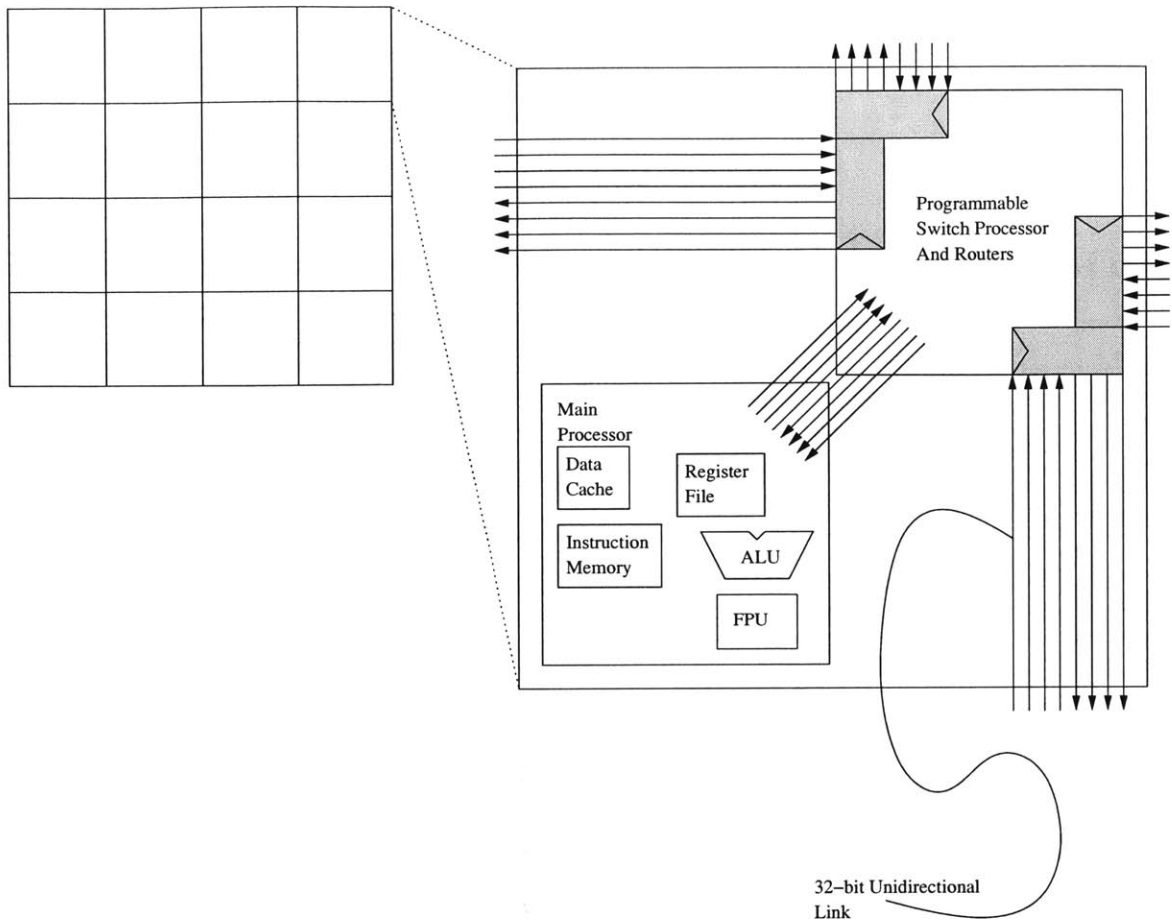 Programmable
Switch Processor
And Routers
Main
Processor
Data
Cache
Register
File
Instruction
Memory
ALU
FPU
32–bit Unidirectional
Link